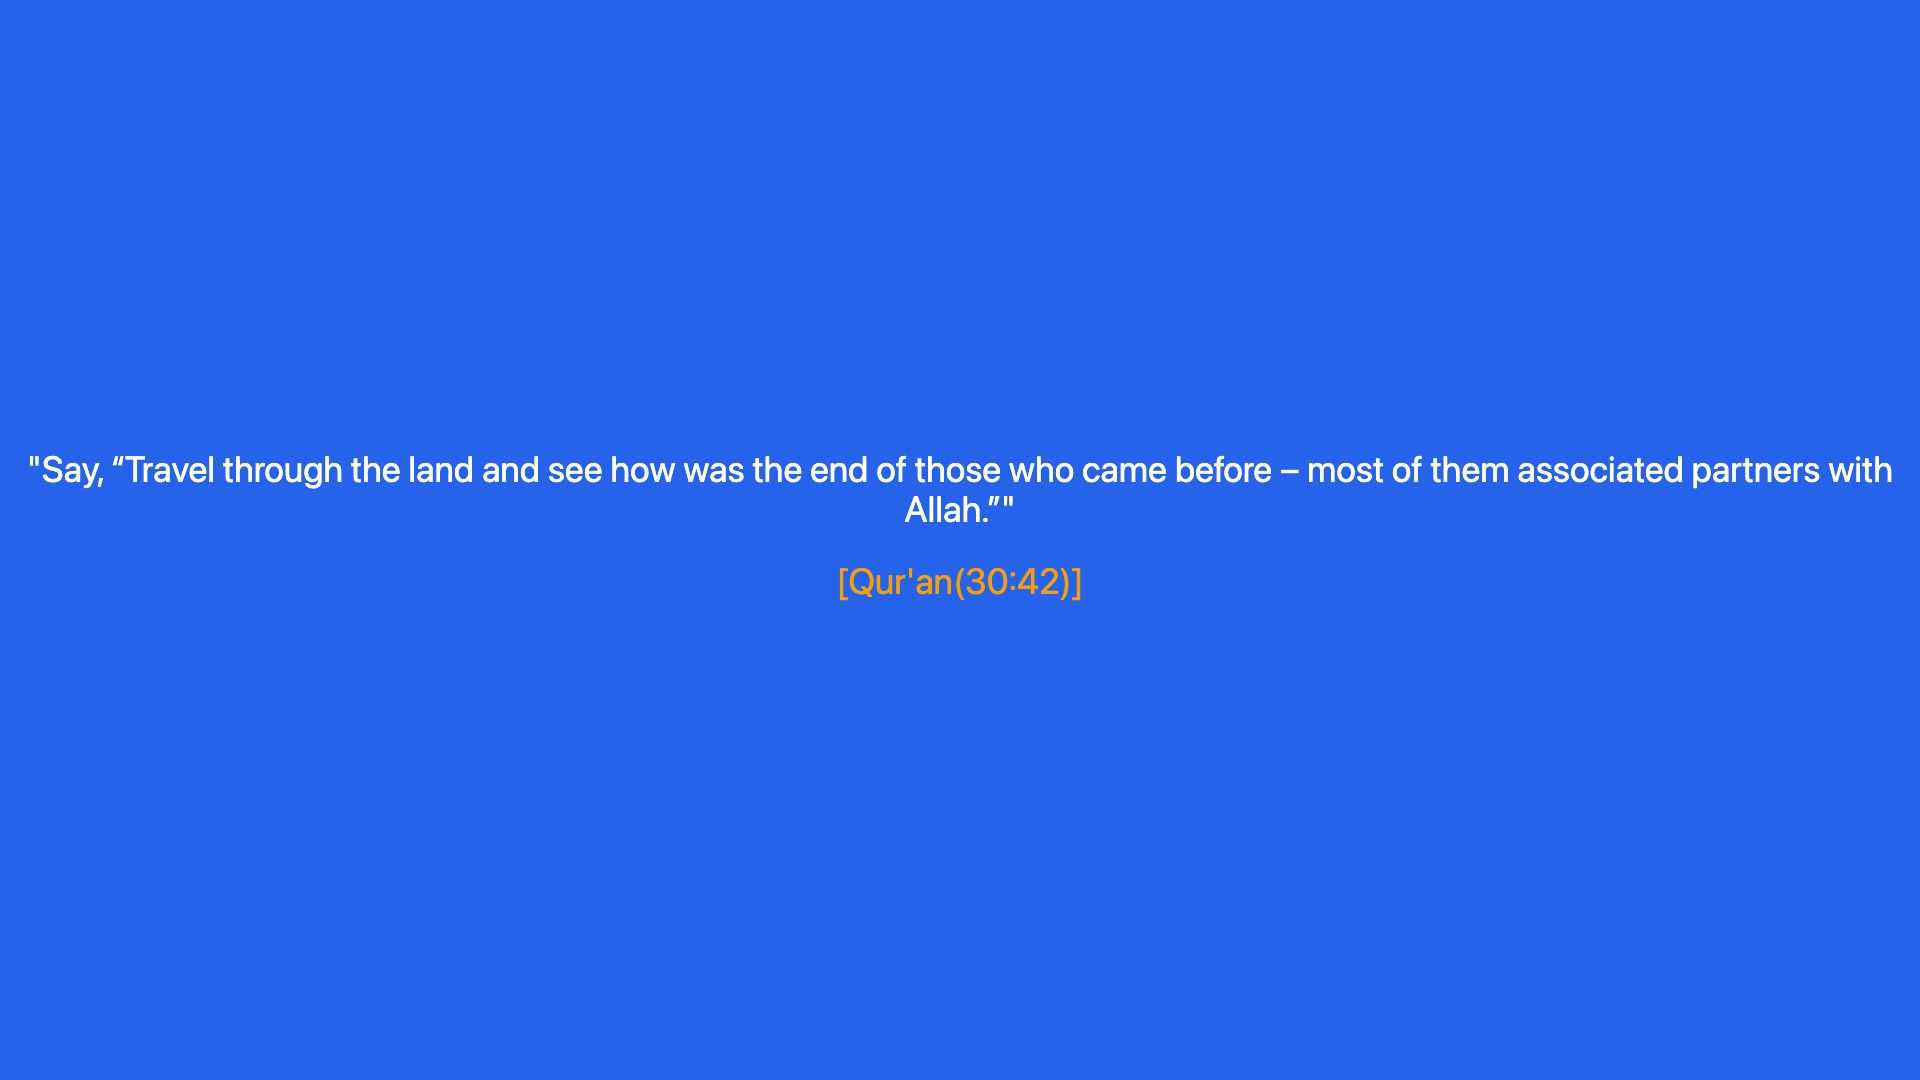 "Say, “Travel through the land and see how was the end of those who came before – most of them associated partners with
Allah.”"
[Qur'an(30:42)]